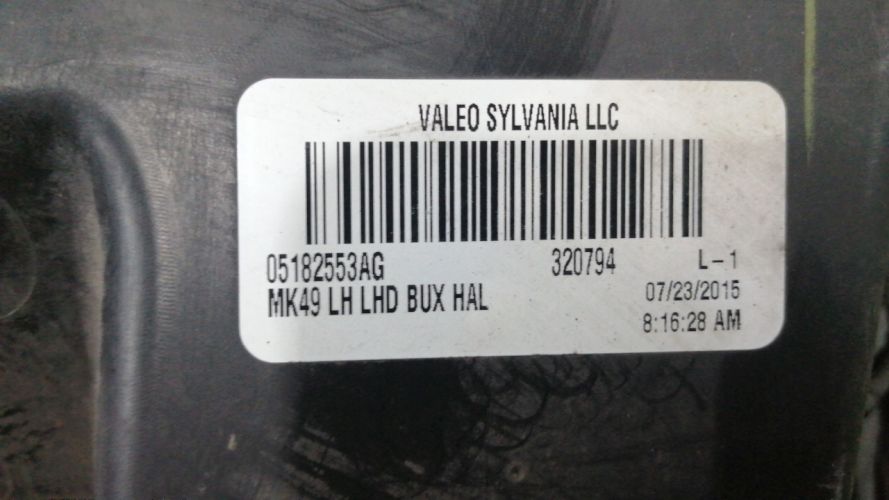 VALEO SYLVANIA LLC
05182553AG 320794 L-1
MK49 LH LHD BUX HAL 07/23/2015
8:16:28 AM